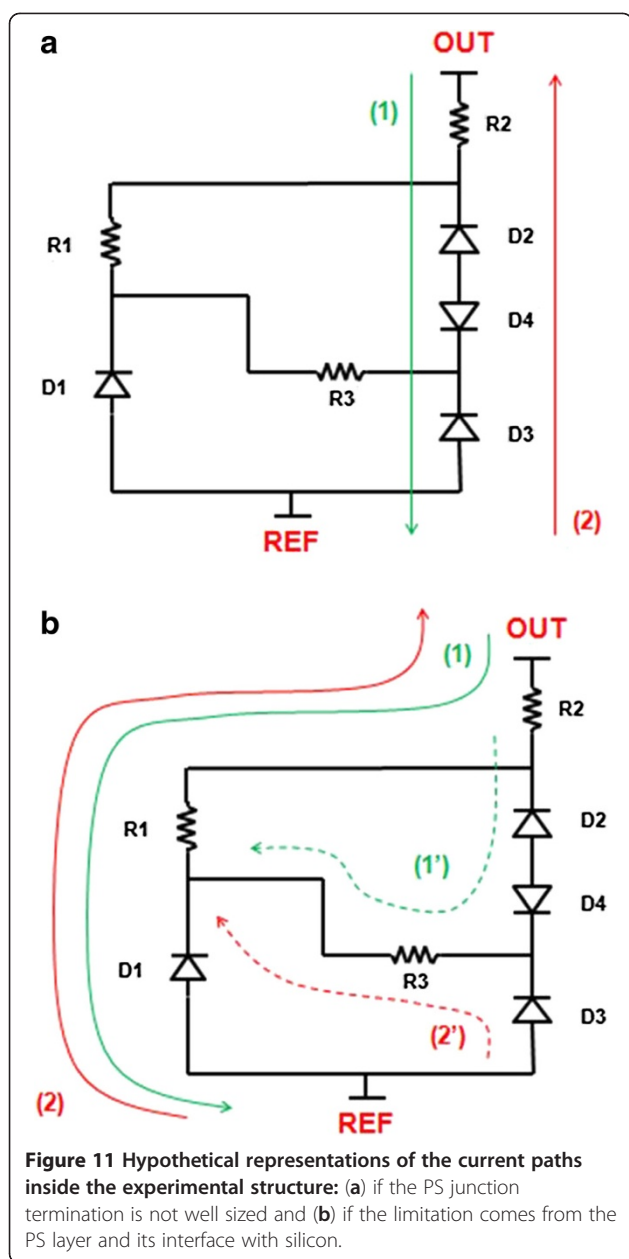 a
OUT
(1)
R2
D2
R1
D4
D1
R3
D3
REF
(2)
b
OUT
(1)
R2
R1
D2
(1')
D4
D1
R3
D3
(2')
(2)
REF
Figure 11 Hypothetical representations of the current paths
inside the experimental structure: (a) if the PS junction
termination is not well sized and (b) if the limitation comes from the
PS layer and its interface with silicon.